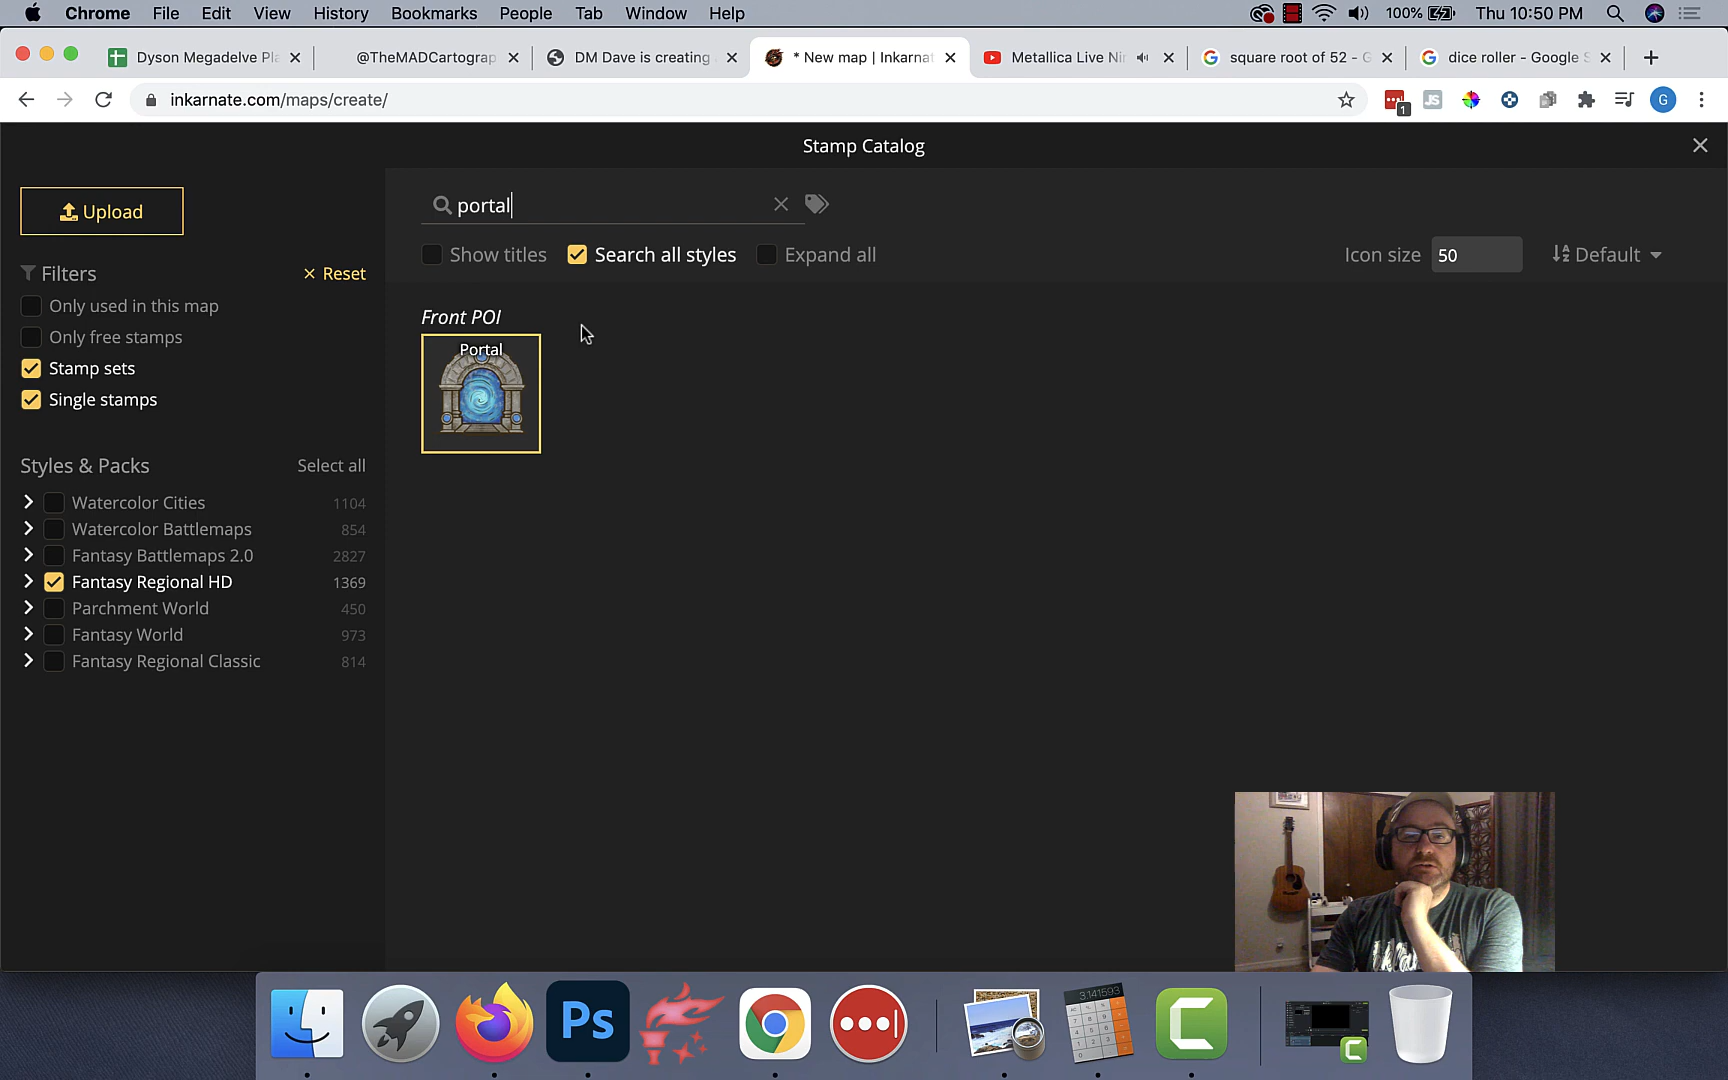 Chrome File Edit View History Bookmarks People Tab Window Help 100% Thu 10:50 PM
Dyson Megadelve Pl @TheMADCartograp DM Dave is creating * New map | Inkarnat Metallica Live Ni square root of 52 - G dice roller - Google S
inkarnate.com/maps/create/ 1 JS G
Stamp Catalog
Upload
portal
Show titles Search all styles Expand all Icon size 50 Default
Filters Reset
Only used in this map
Only free stamps
Stamp sets
Single stamps
Front POI
Portal
Styles & Packs Select all
Watercolor Cities 1104
Watercolor Battlemaps 854
Fantasy Battlemaps 2.0 2827
Fantasy Regional HD 1369
Parchment World 450
Fantasy World 973
Fantasy Regional Classic 814
Ps 3.141593 C C